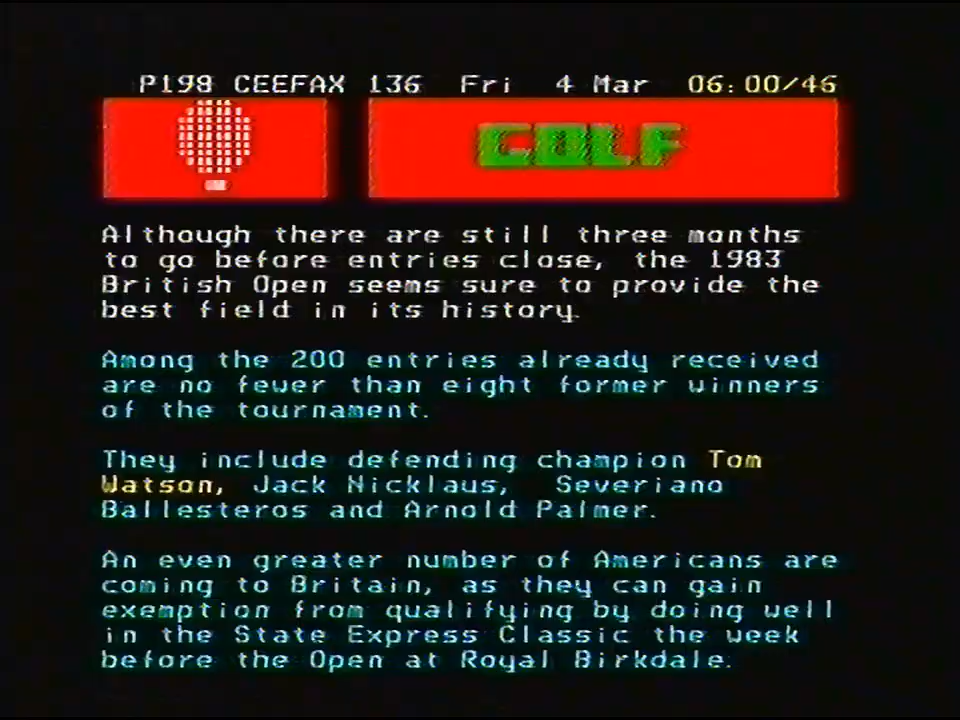 P198 CEEFAX 136 Fri 4 Mar 06:00/46
GOLF
Although there are still three months
to go before entries close, the 1983
British Open seems sure to provide the
best field in its history.
Among the 200 entries already received
are no fewer than eight former winners
of the tournament.
They include defending champion Tom
Watson, Jack Nicklaus, Severiano
Ballesteros and Arnold Palmer.
An even greater number of Americans are
coming to Britain, as they can gain
exemption from qualifying by doing well
in the State Express Classic the week
before the Open at Royal Birkdale.